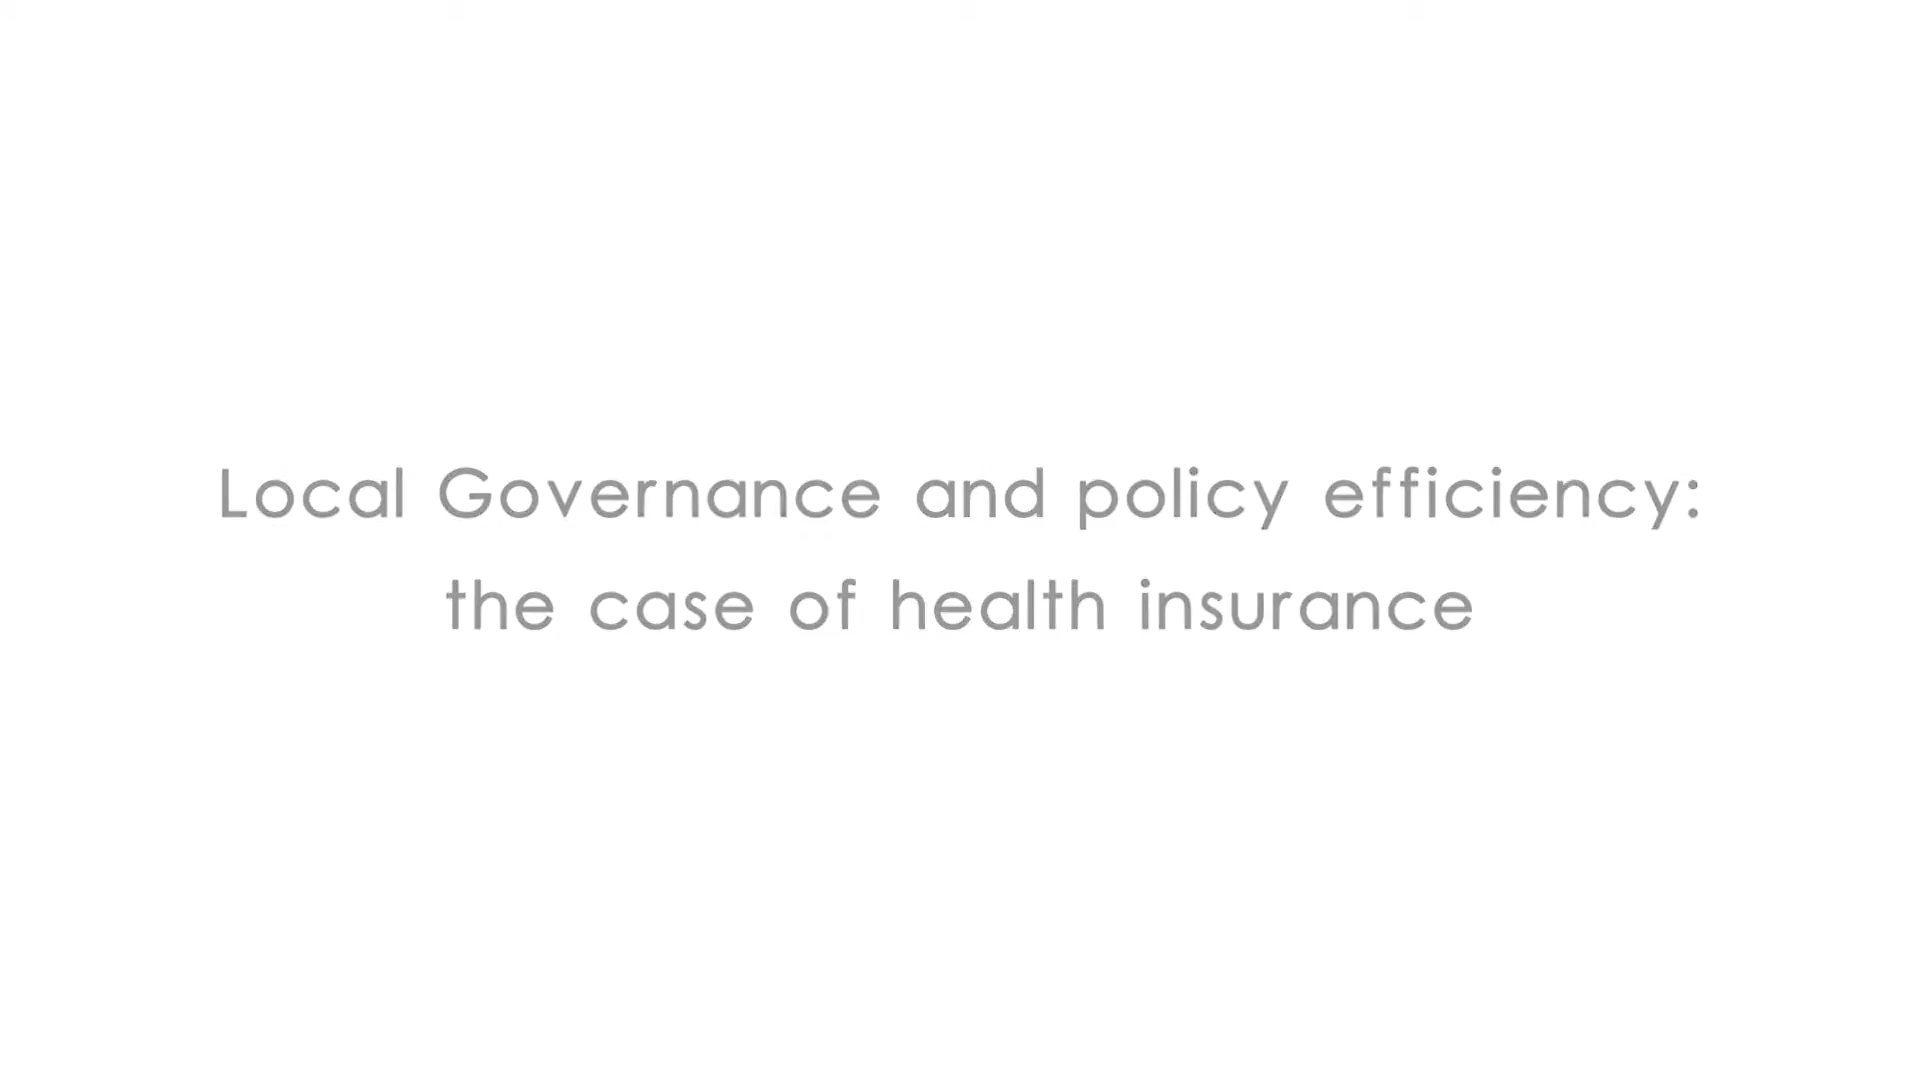 Local Governance and policy efficiency:
the case of health insurance